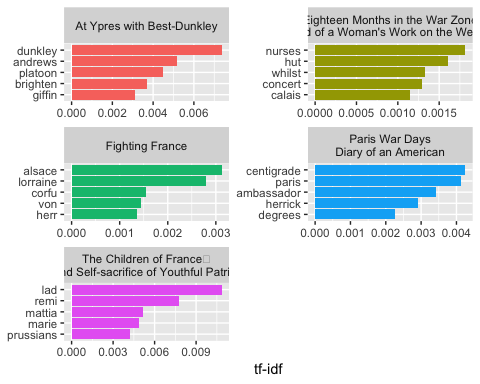 At Ypres with Best-Dunkley
dunkley
andrews
platoon
brighten
giffin
0.000 0.002 0.004 0.006
Eighteen Months in the War Zone
d of a Woman's Work on the We
nurses
hut
whilst
concert
calais
0.0000 0.0005 0.0010 0.0015
Fighting France
alsace
lorraine
corfu
von
herr
0.000 0.001 0.002 0.003
Paris War Days
Diary of an American
centigrade
paris
ambassador
herrick
degrees
0.000 0.001 0.002 0.003 0.004
The Children of France
nd Self-sacrifice of Youthful Patri
lad
remi
mattia
marie
prussians
0.000 0.003 0.006 0.009
tf-idf